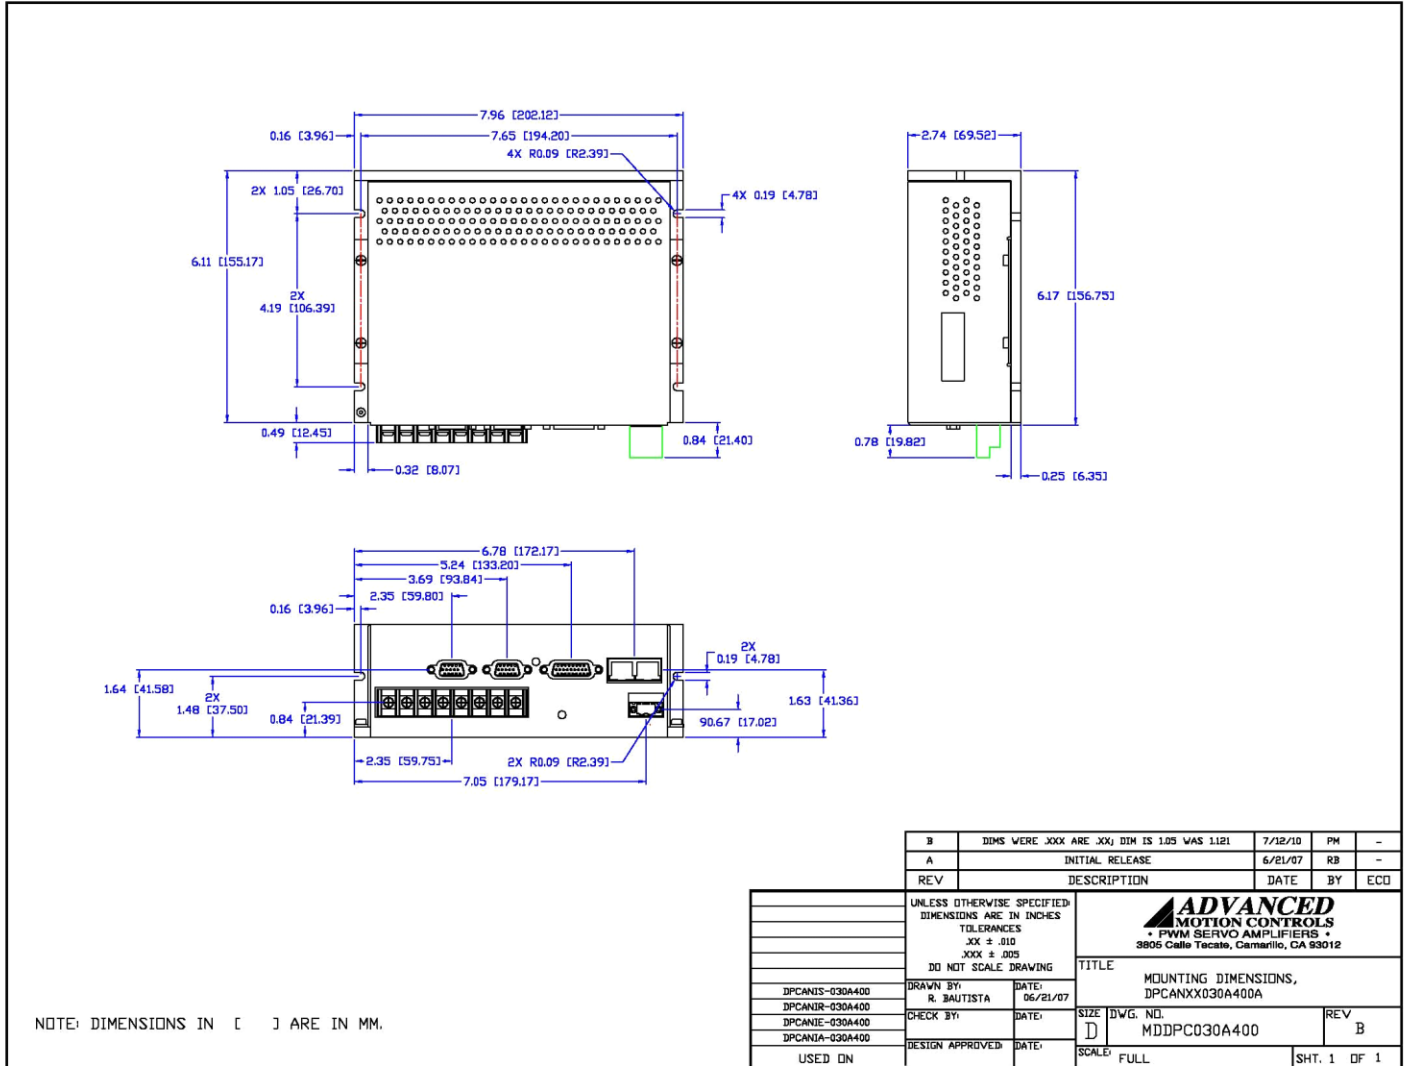 7.96 [202.12]
0.16 [3.96]
7.65 [194.20]
4X R0.09 [R2.39]
2X 1.05 [26.70]
4X 0.19 [4.78]
6.11 [155.17]
2X
4.19 [106.39]
0.49 [12.45]
0.84 [21.40]
0.32 [8.07]
2.74 [69.52]
6.17 [156.75]
0.78 [19.82]
0.25 [6.35]
6.78 [172.17]
5.24 [133.20]
3.69 [93.84]
2.35 [59.80]
0.16 [3.96]
2X
0.19 [4.78]
1.64 [41.58]
2X
1.48 [37.50]
0.84 [21.39]
1.63 [41.36]
90.67 [17.02]
2.35 [59.75]
2X R0.09 [R2.39]
7.05 [179.17]
B DIMS WERE .XXX ARE .XX; DIM IS 1.05 WAS 1.121 7/12/10 PM -
A INITIAL RELEASE 6/21/07 RB -
REV DESCRIPTION DATE BY ECO
UNLESS OTHERWISE SPECIFIED:
DIMENSIONS ARE IN INCHES
TOLERANCES
.XX ± .010
.XXX ± .005
DO NOT SCALE DRAWING
ADVANCED
MOTION CONTROLS
• PWM SERVO AMPLIFIERS •
3805 Calle Tecate, Camarillo, CA 93012
TITLE
MOUNTING DIMENSIONS,
DPCANXX030A400A
DPCANIS-030A400
DPCANIR-030A400
DPCANIE-030A400
DPCANIA-030A400
USED ON
DRAWN BY: DATE:
R. BAUTISTA 06/21/07
CHECK BY: DATE:
DESIGN APPROVED: DATE:
SIZE DWG. NO. REV
D MDDPC030A400 B
SCALE: FULL SHT. 1 OF 1
NOTE: DIMENSIONS IN [ ] ARE IN MM.